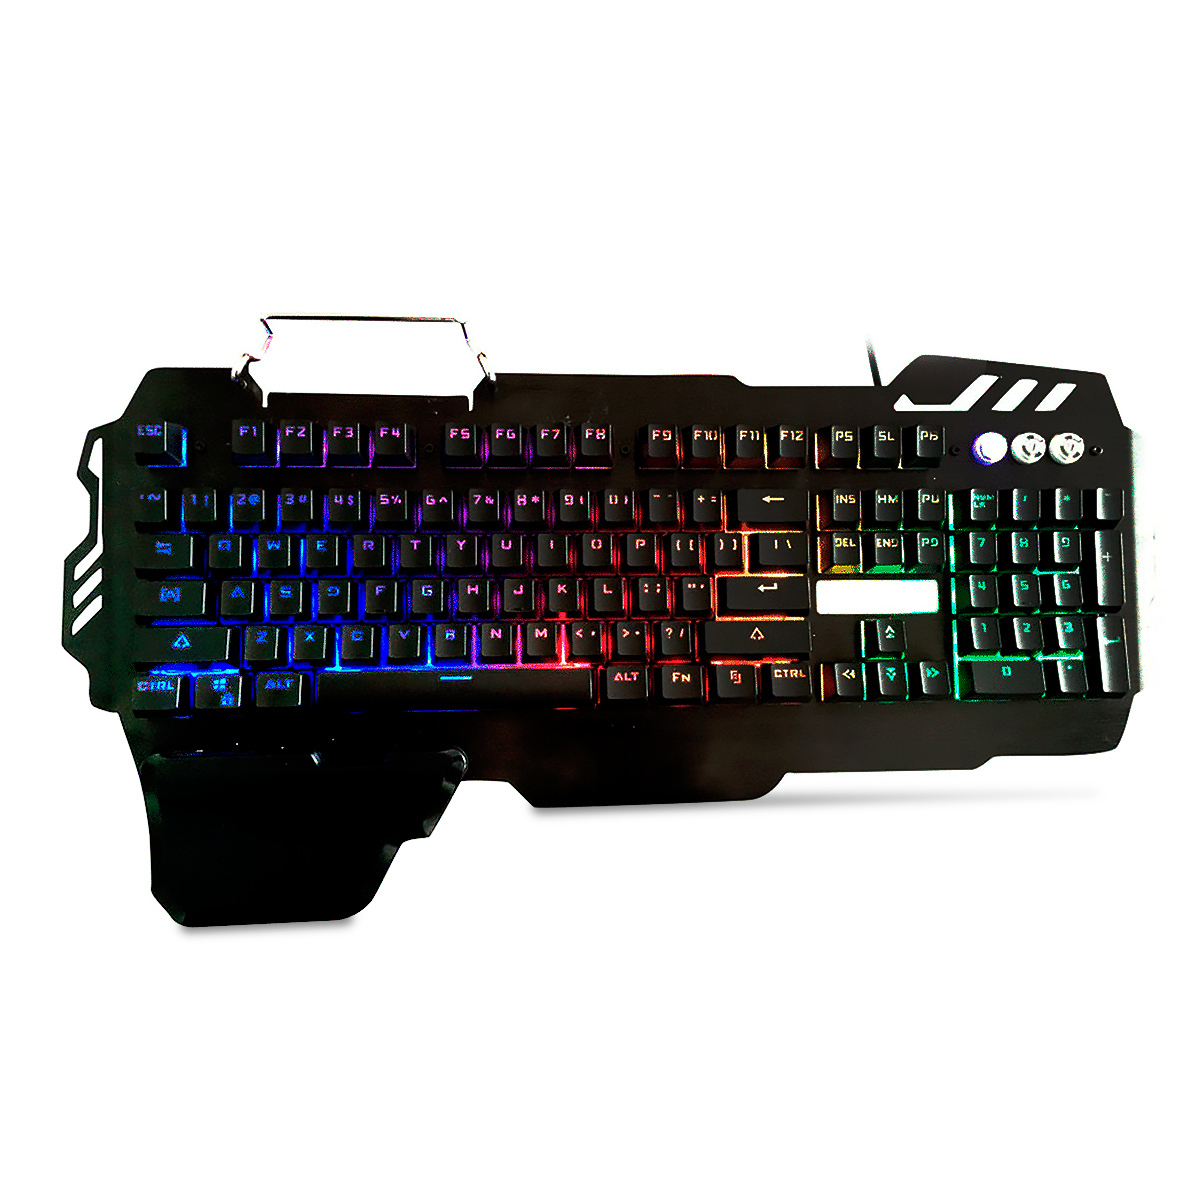 ESC F1 F2 F3 F4 F5 F6 F7 F8 F9 F10 F11 F12 PS SL PB
1! 2@ 3# 4$ 5% 6^ 7& 8* 9( 0) -_ += ← INS HM PU NUM LK / * -
Q W E R T Y U I O P [{ ]} |\ DEL END PD 7 8 9 +
A S D F G H J K L ;: "' 4 5 6
Z X C V B N M <, >. ?/ 1 2 3
CTRL ALT ALT FN CTRL 0 .